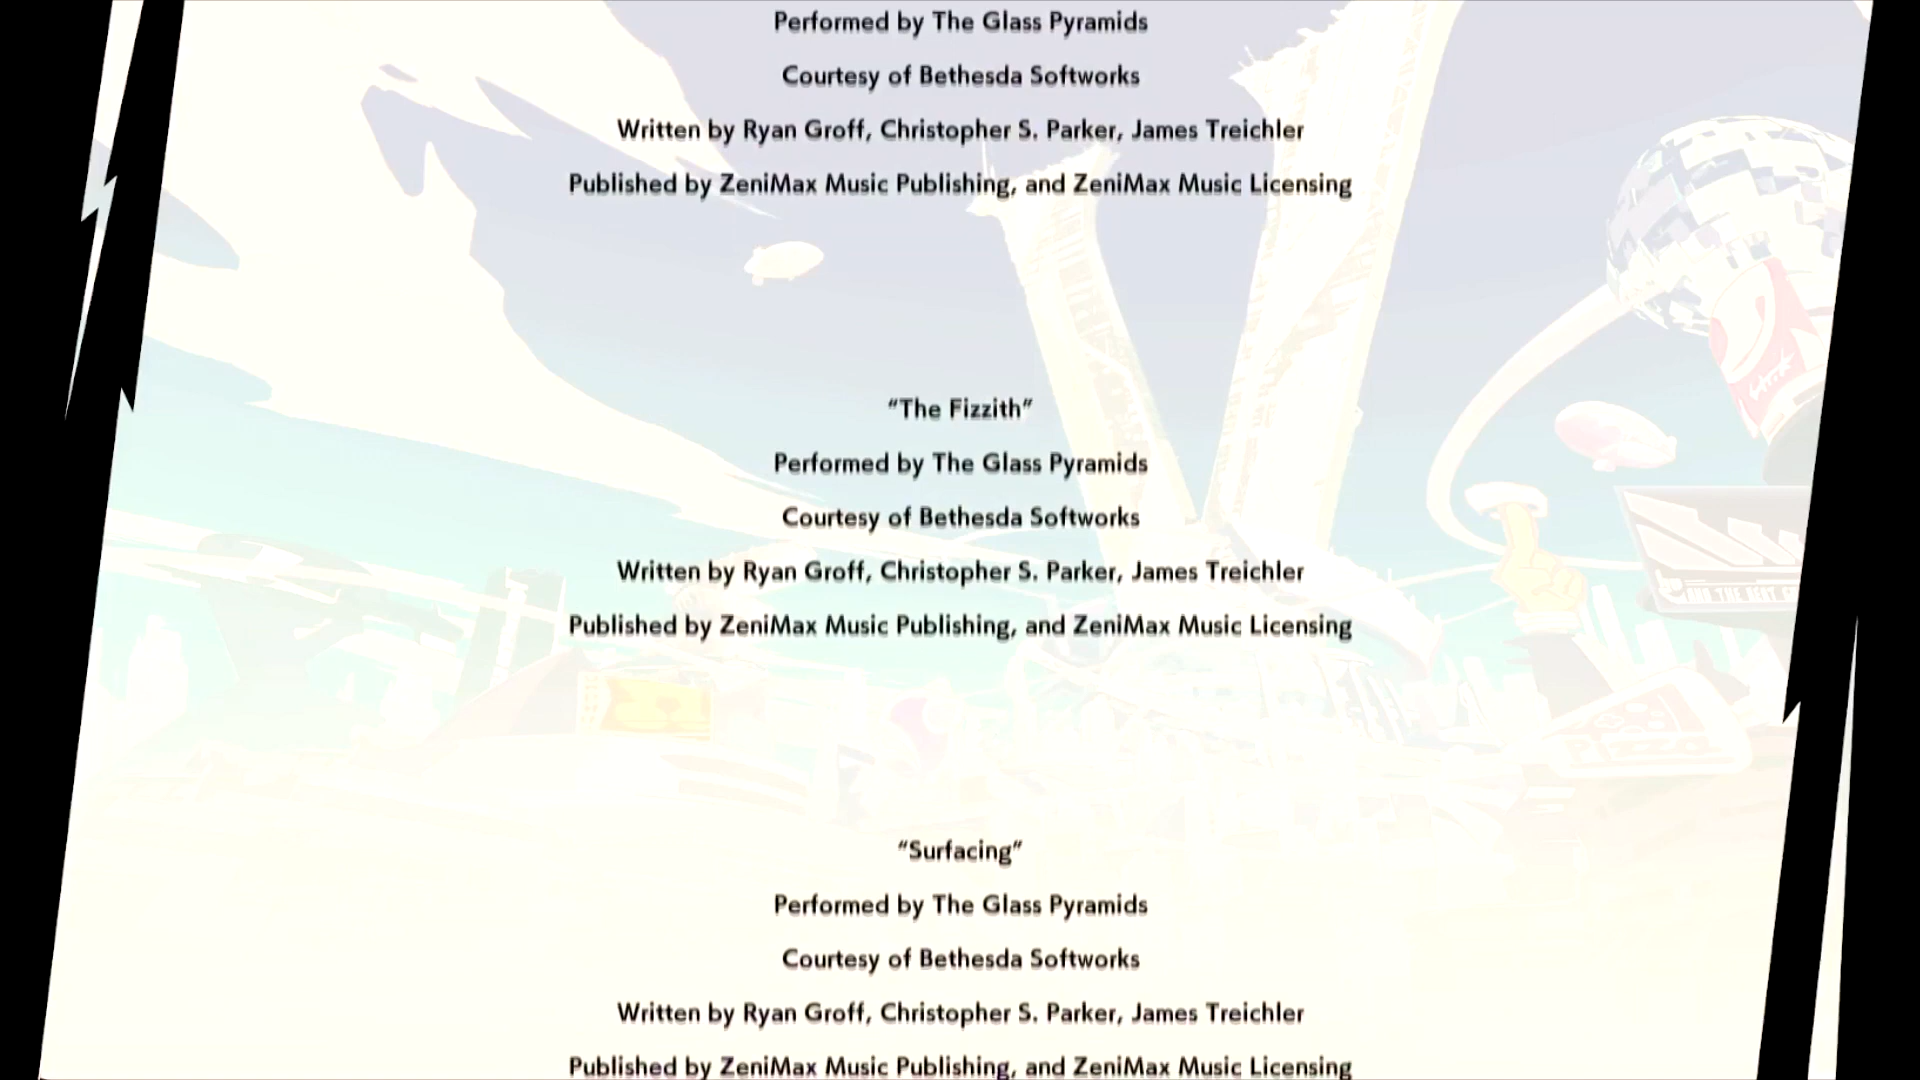 Performed by The Glass Pyramids
Courtesy of Bethesda Softworks
Written by Ryan Groff, Christopher S. Parker, James Treichler
Published by ZeniMax Music Publishing, and ZeniMax Music Licensing
“The Fizzith”
Performed by The Glass Pyramids
Courtesy of Bethesda Softworks
Written by Ryan Groff, Christopher S. Parker, James Treichler
Published by ZeniMax Music Publishing, and ZeniMax Music Licensing
PIZZA
“Surfacing”
Performed by The Glass Pyramids
Courtesy of Bethesda Softworks
Written by Ryan Groff, Christopher S. Parker, James Treichler
Published by ZeniMax Music Publishing, and ZeniMax Music Licensing